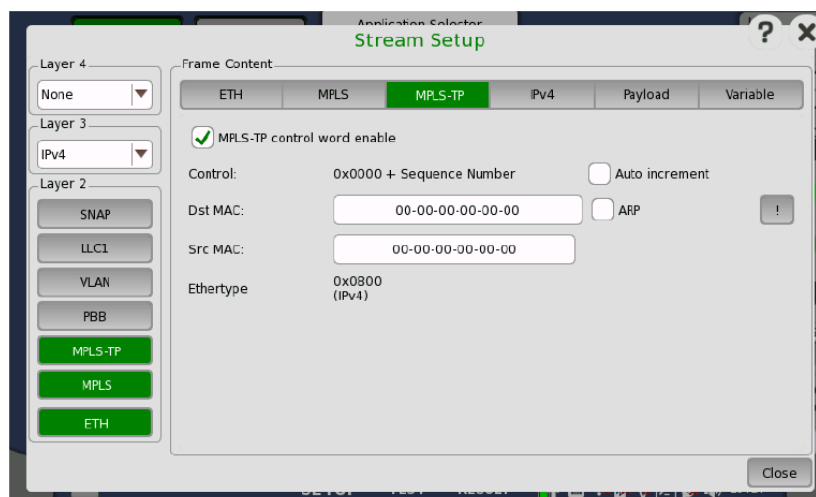 Application Selector
Stream Setup
? X
Layer 4
None
Layer 3
IPv4
Layer 2
SNAP
LLC1
VLAN
PBB
MPLS-TP
MPLS
ETH
Frame Content
ETH MPLS MPLS-TP IPv4 Payload Variable
MPLS-TP control word enable
Control: 0x0000 + Sequence Number Auto increment
Dst MAC: 00-00-00-00-00-00 ARP !
Src MAC: 00-00-00-00-00-00
Ethertype 0x0800
(IPv4)
Close